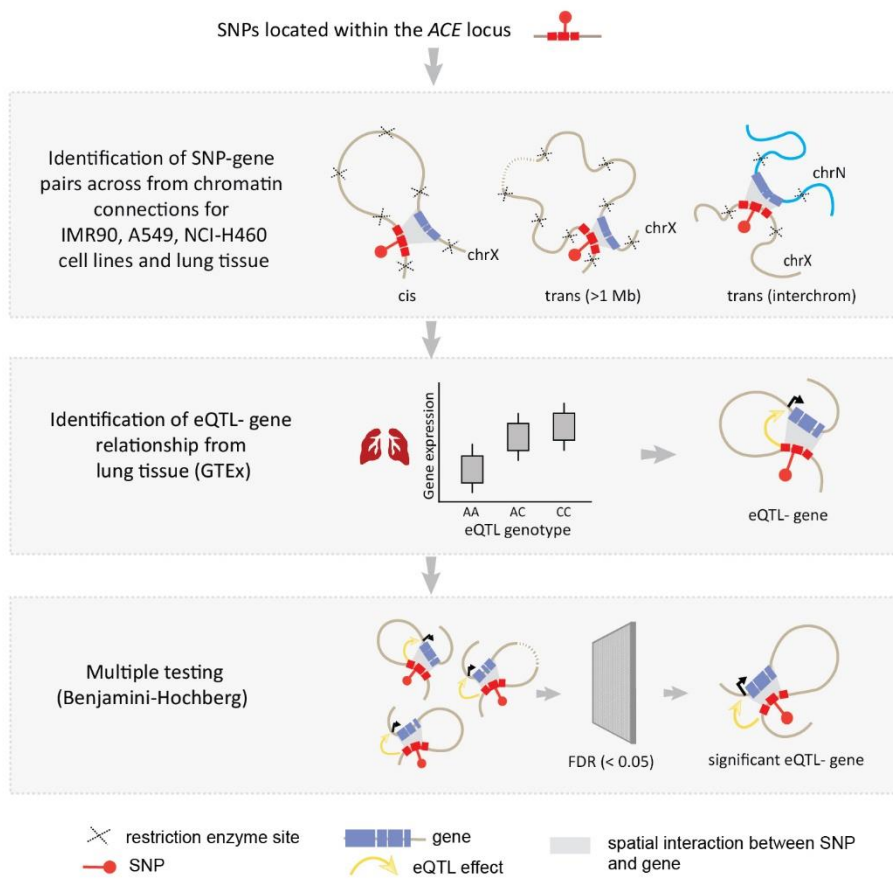 SNPs located within the ACE locus
Identification of SNP-gene
pairs across from chromatin
connections for
IMR90, A549, NCI-H460
cell lines and lung tissue
chrX
cis
chrX
trans (>1 Mb)
chrN
chrX
trans (interchrom)
Identification of eQTL- gene
relationship from
lung tissue (GTEx)
Gene expression
AA AC CC
eQTL genotype
eQTL- gene
Multiple testing
(Benjamini-Hochberg)
FDR (< 0.05)
significant eQTL- gene
restriction enzyme site
gene
spatial interaction between SNP
and gene
SNP
eQTL effect